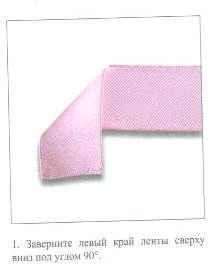 1. Заверните левый край ленты сверху
вниз под углом 90°.